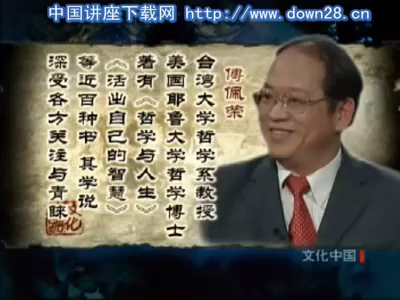 中国讲座下载网 http://www.down28.cn
傅佩荣
台湾大学哲学系教授
美国耶鲁大学哲学博士
著有《哲学与人生》
《活出自己的智慧》
等近百种书 其学说
深受各方关注与青睐
文化中国